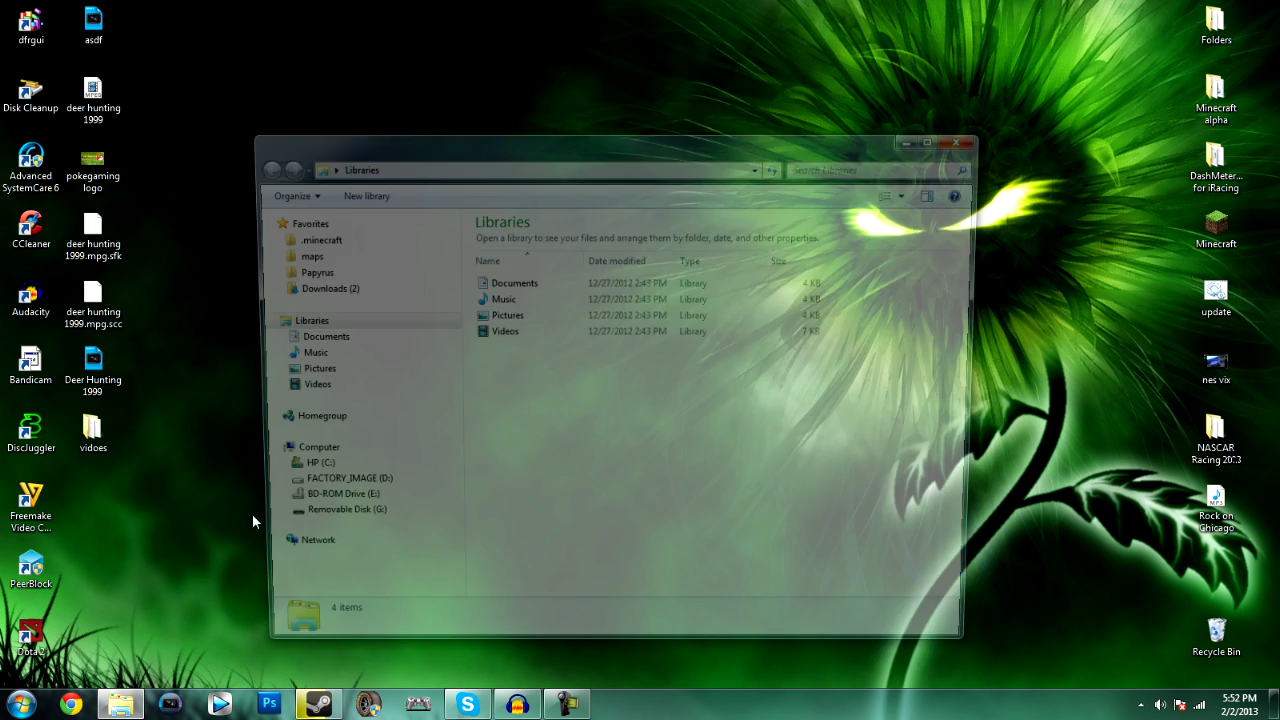 dfrgui
asdf
Disk Cleanup
deer hunting
1999
Advanced
SystemCare 6
pokegaming
logo
CCleaner
deer hunting
1999.mpg.sfk
Audacity
deer hunting
1999.mpg.scc
Bandicam
Deer Hunting
1999
DiscJuggler
vidoes
Freemake
Video C...
PeerBlock
Dota 2
Libraries
Search Libraries
Organize
New library
Favorites
.minecraft
maps
Papyrus
Downloads (2)
Libraries
Documents
Music
Pictures
Videos
Homegroup
Computer
HP (C:)
FACTORY_IMAGE (D:)
BD-ROM Drive (E:)
Removable Disk (G:)
Network
Libraries
Open a library to see your files and arrange them by folder, date, and other properties.
Name Date modified Type Size
Documents 12/27/2012 2:43 PM Library 4 KB
Music 12/27/2012 2:43 PM Library 4 KB
Pictures 12/27/2012 2:43 PM Library 4 KB
Videos 12/27/2012 2:43 PM Library 7 KB
4 items
Folders
Minecraft
alpha
DashMeter...
for iRacing
Minecraft
update
nes vix
NASCAR
Rock on
Chicago
Recycle Bin
Ps
5:52 PM
2/2/2013